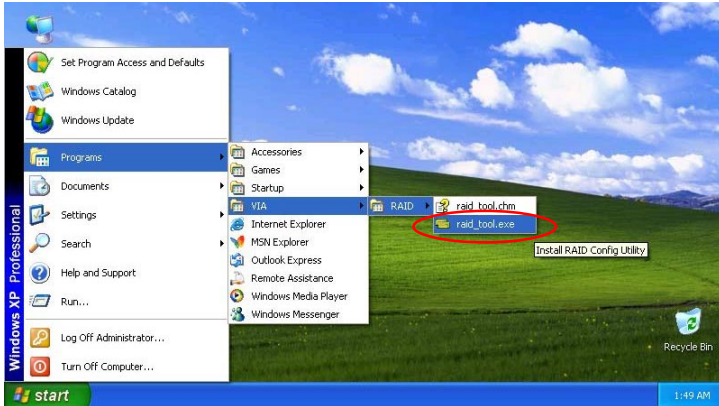 Set Program Access and Defaults
Windows Catalog
Windows Update
Programs
Documents
Settings
Search
Help and Support
Run...
Log Off Administrator...
Turn Off Computer...
Windows XP Professional
Accessories
Games
Startup
VIA
Internet Explorer
MSN Explorer
Outlook Express
Remote Assistance
Windows Media Player
Windows Messenger
RAID
raid_tool.chm
raid_tool.exe
Install RAID Config Utility
Recycle Bin
start
1:49 AM